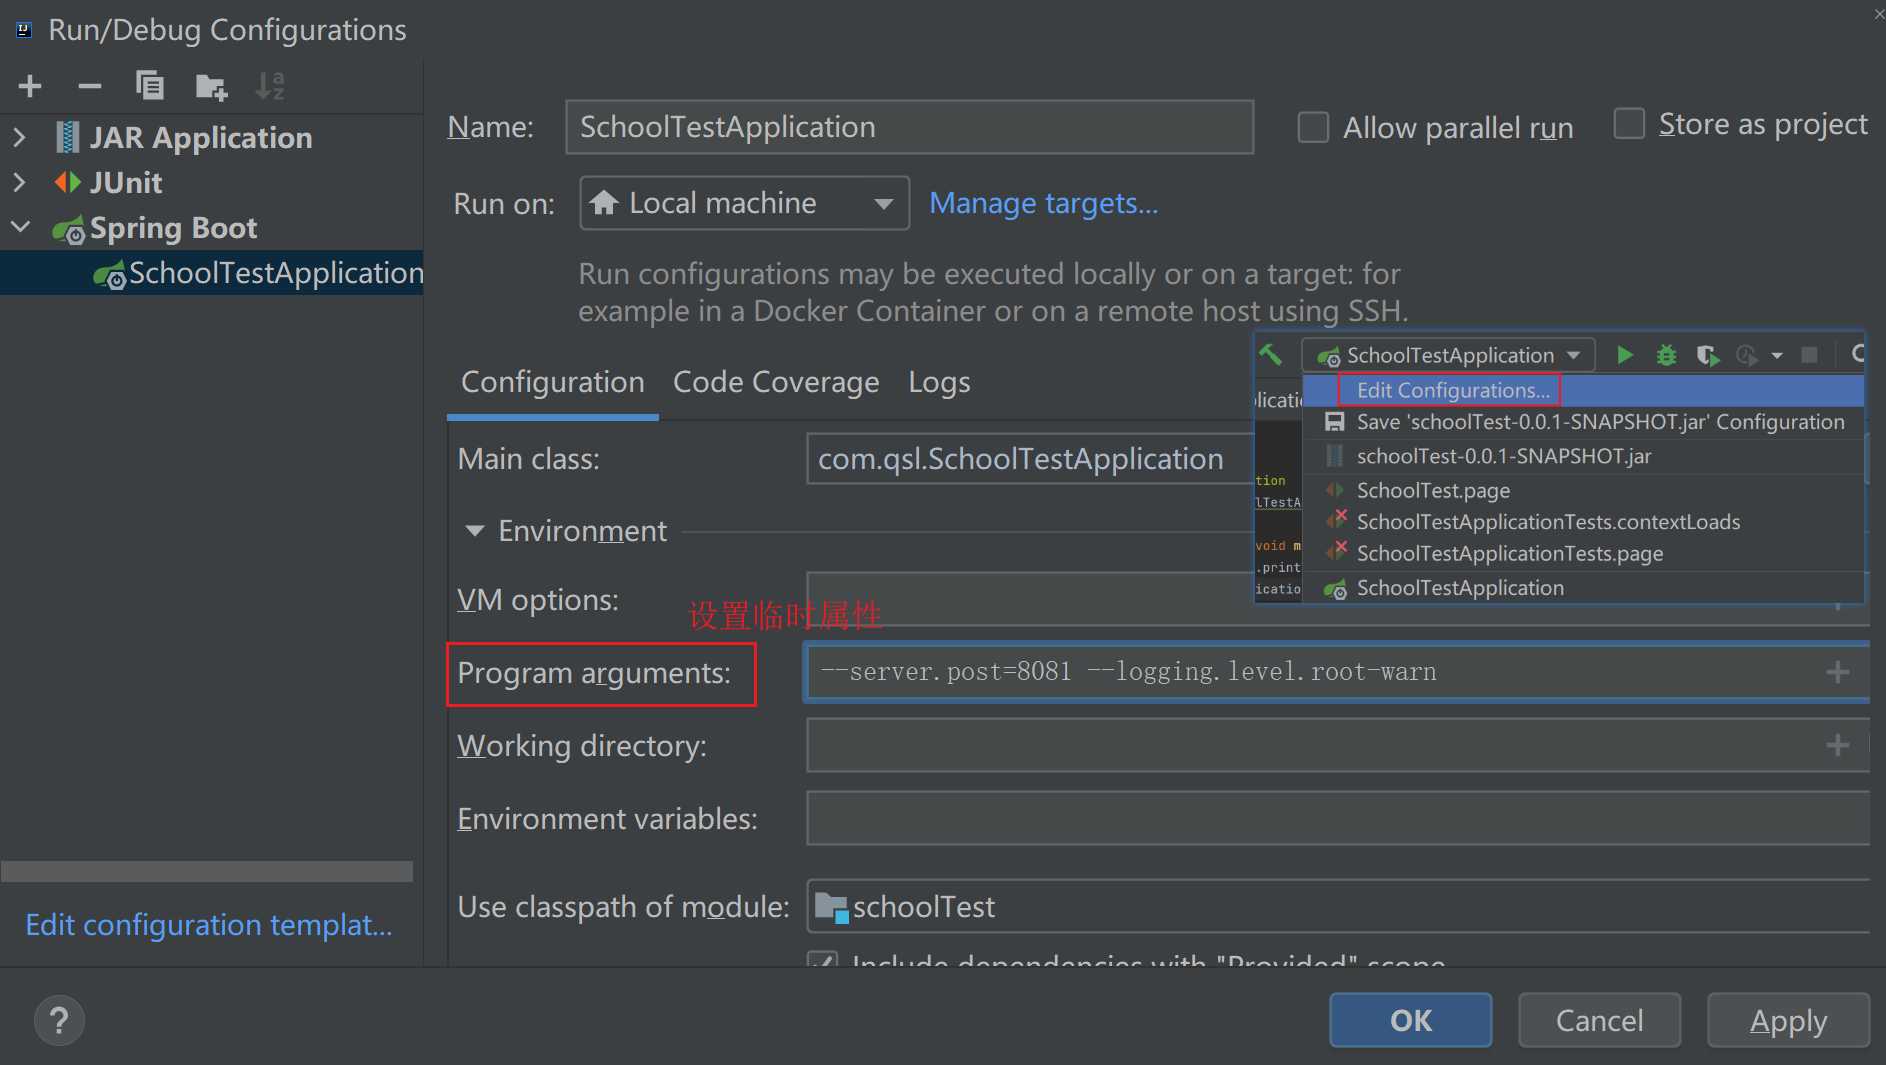 Run/Debug Configurations
JAR Application
JUnit
Spring Boot
SchoolTestApplication
Edit configuration templat...
Name: SchoolTestApplication
Allow parallel run
Store as project
Run on: Local machine
Manage targets...
Run configurations may be executed locally or on a target: for
example in a Docker Container or on a remote host using SSH.
Configuration Code Coverage Logs
Main class: com.qsl.SchoolTestApplication
Environment
VM options:
设置临时属性
Program arguments: --server.post=8081 --logging.level.root-warn
Working directory:
Environment variables:
Use classpath of module: schoolTest
Include dependencies with "Provided" scope
SchoolTestApplication
Edit Configurations...
Save 'schoolTest-0.0.1-SNAPSHOT.jar' Configuration
schoolTest-0.0.1-SNAPSHOT.jar
SchoolTest.page
SchoolTestApplicationTests.contextLoads
SchoolTestApplicationTests.page
SchoolTestApplication
plicati
tion
lTestA
void m
.print
icatio
?
OK
Cancel
Apply